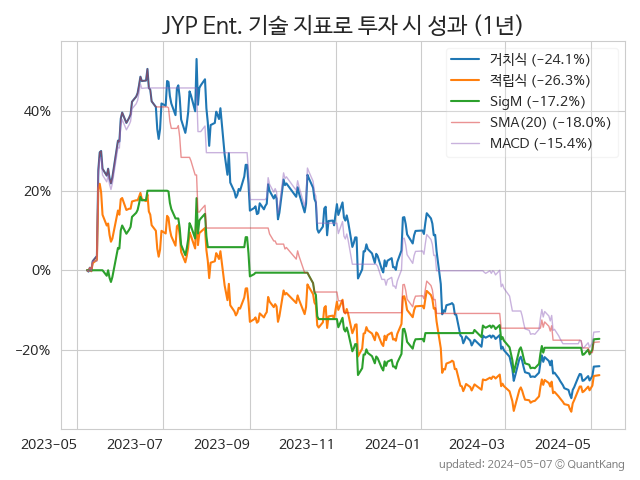 JYP Ent. 기술 지표로 투자 시 성과 (1년)
거치식 (−24.1%)
적립식 (−26.3%)
SigM (−17.2%)
SMA(20) (−18.0%)
MACD (−15.4%)
40%
20%
0%
−20%
2023−05 2023−07 2023−09 2023−11 2024−01 2024−03 2024−05
updated: 2024−05−07 © QuantKang